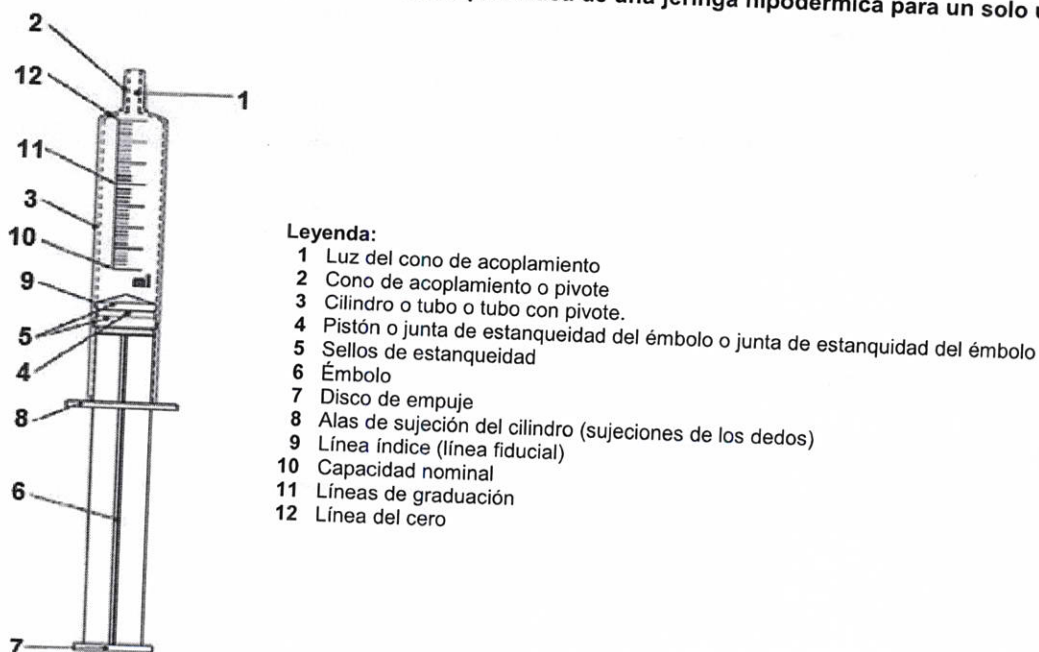 de una jeringa hipodérmica para un solo u
2
12
1
11
3
10
ml
9
5
4
8
6
7
Leyenda:
1 Luz del cono de acoplamiento
2 Cono de acoplamiento o pivote
3 Cilindro o tubo o tubo con pivote.
4 Pistón o junta de estanqueidad del émbolo o junta de estanquidad del émbolo
5 Sellos de estanqueidad
6 Émbolo
7 Disco de empuje
8 Alas de sujeción del cilindro (sujeciones de los dedos)
9 Línea índice (línea fiducial)
10 Capacidad nominal
11 Líneas de graduación
12 Línea del cero